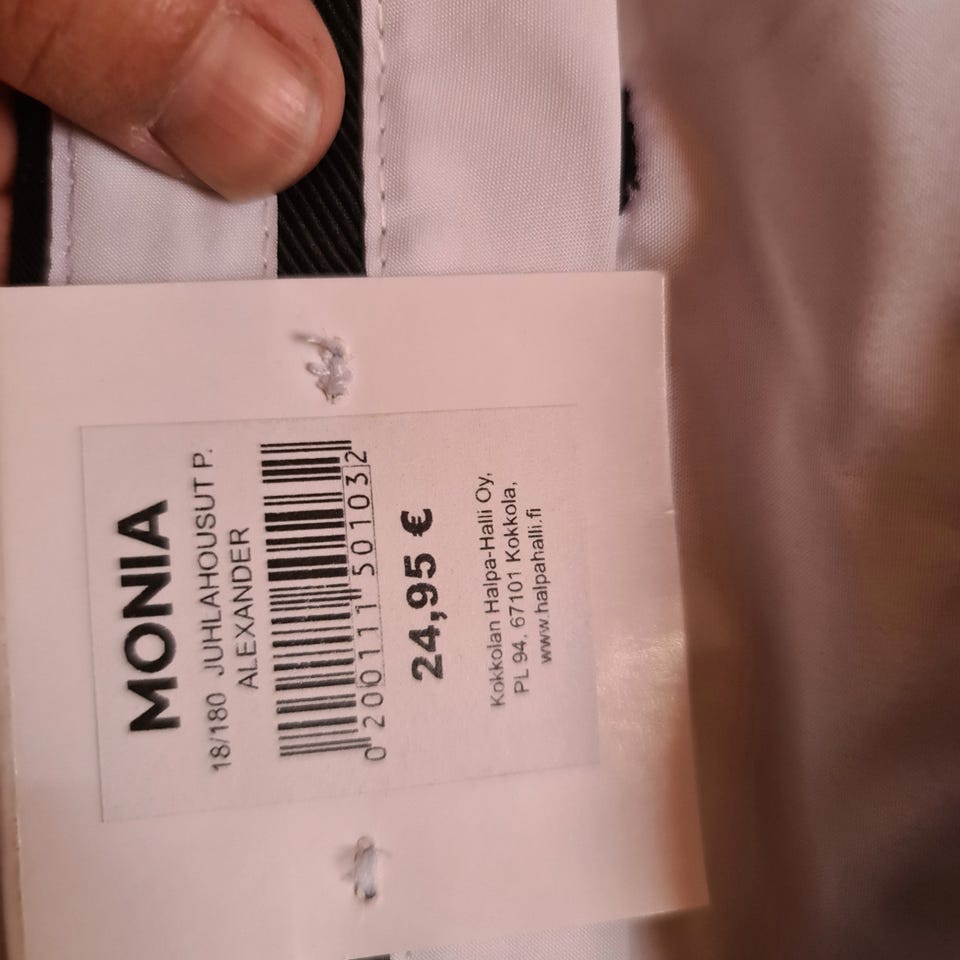 MONIA
18/180 JUHLAHOUSUT P.
ALEXANDER
0 200111 501032
24,95 €
Kokkolan Halpa-Halli Oy,
PL 94, 67101 Kokkola,
www.halpahalli.fi